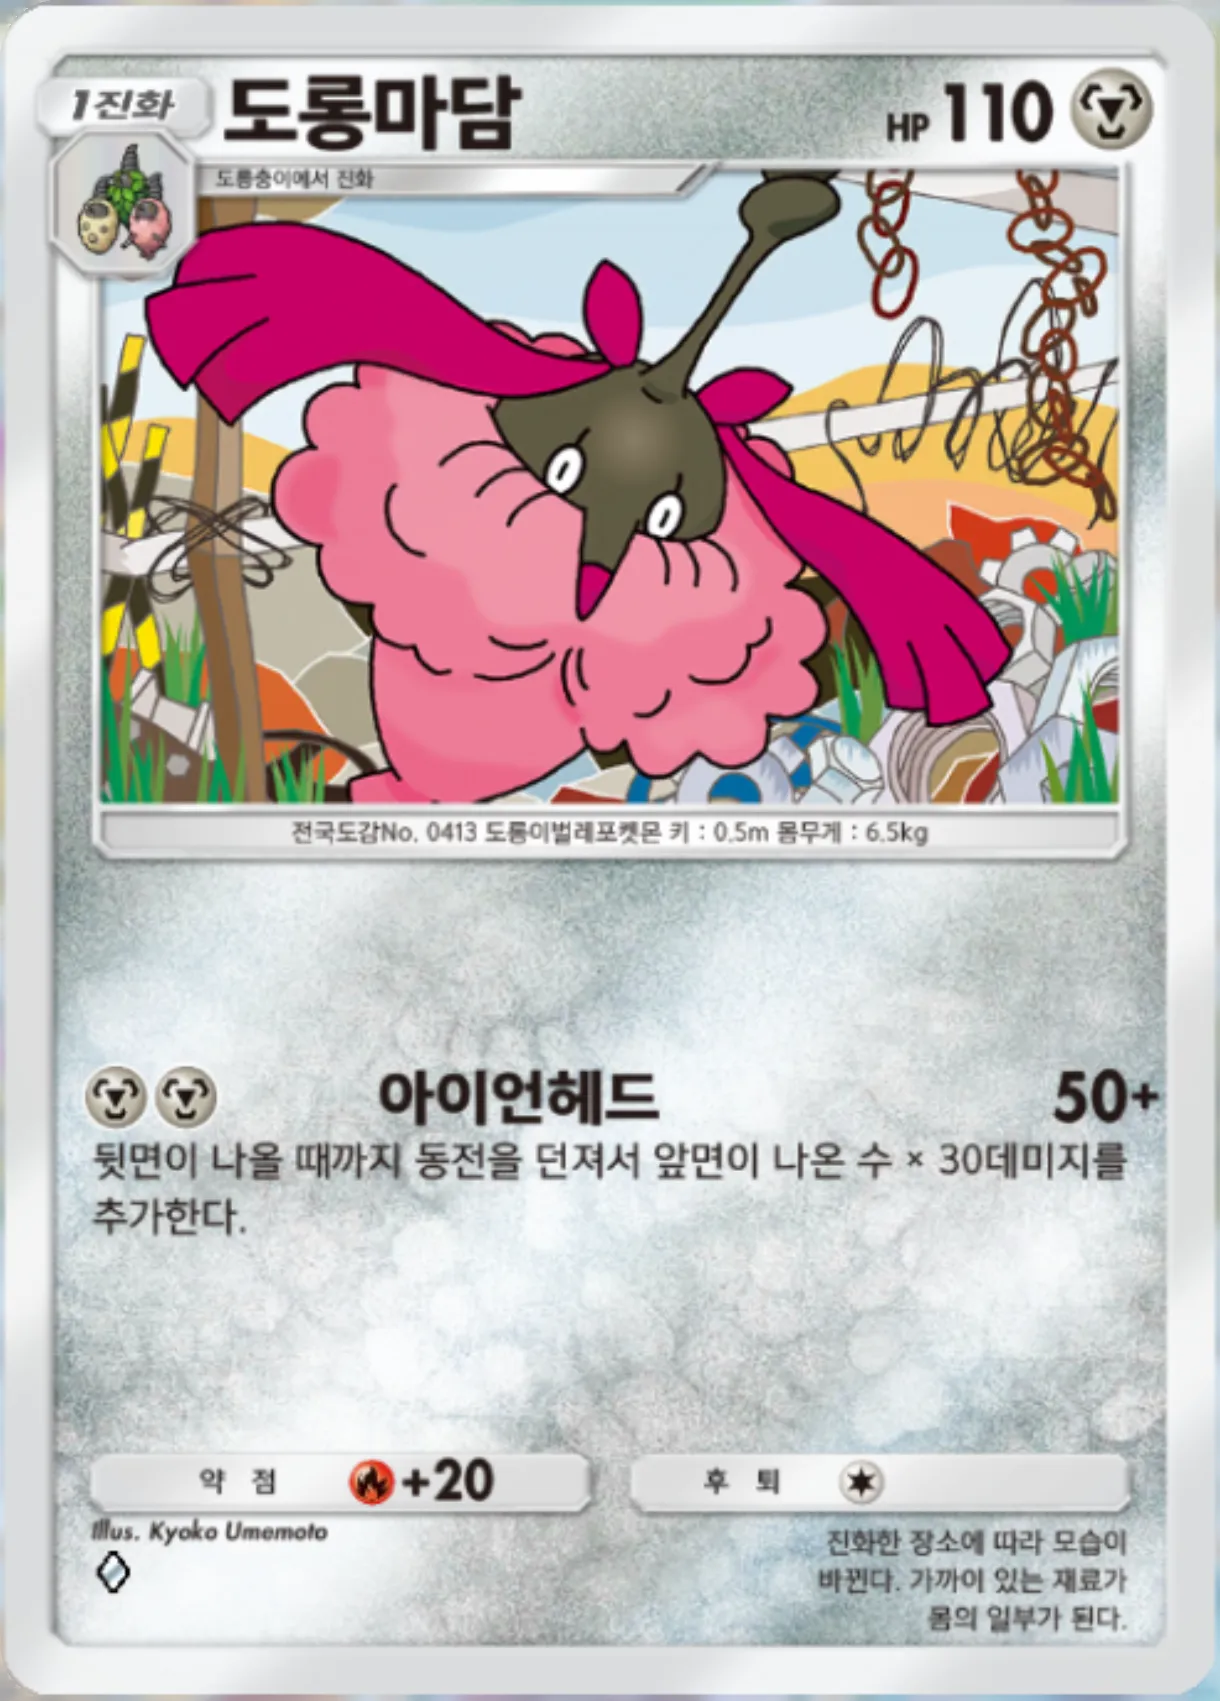 1진화
도롱마담
HP 110
도롱충이에서 진화
전국도감No. 0413 도롱이벌레포켓몬 키 : 0.5m 몸무게 : 6.5kg
아이언헤드 50+
뒷면이 나올 때까지 동전을 던져서 앞면이 나온 수 × 30데미지를
추가한다.
약 점 +20
후 퇴
Illus. Kyoko Umemoto
진화한 장소에 따라 모습이
바뀐다. 가까이 있는 재료가
몸의 일부가 된다.